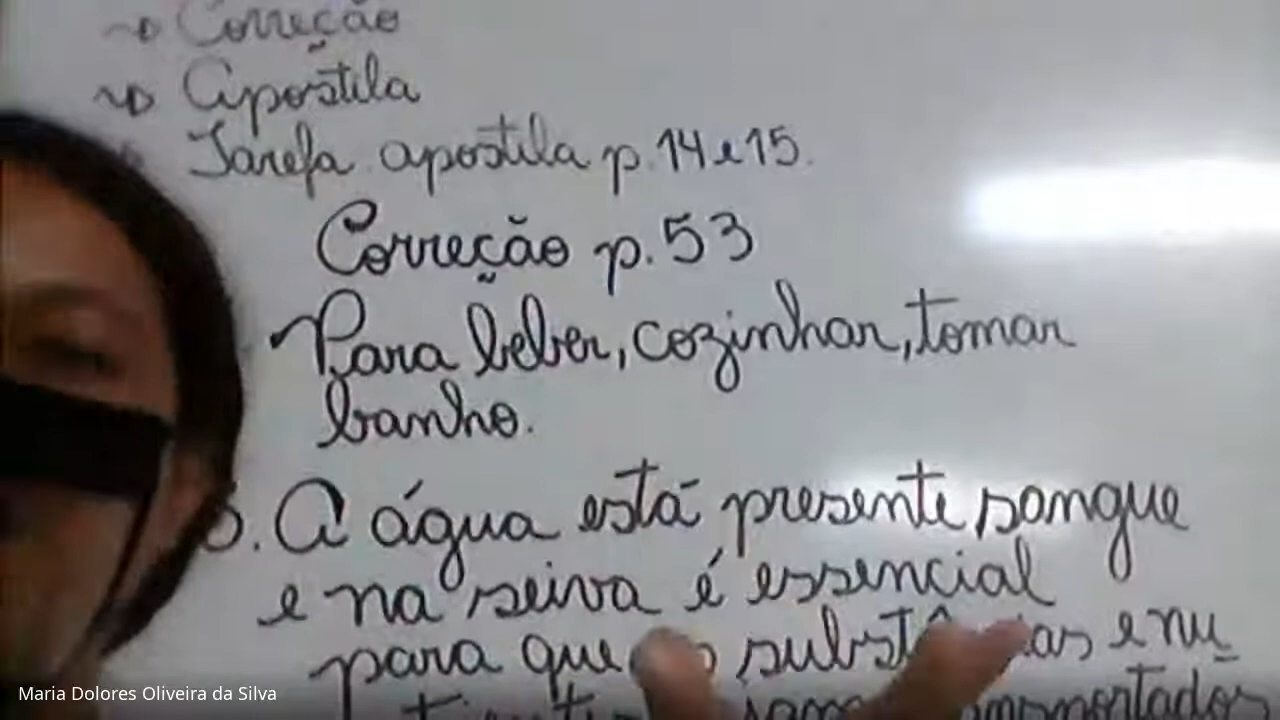 Correção
Apostila
Tarefa apostila p. 14 e 15.
Correção p. 53
Para beber, cozinhar, tomar
banho.
A água está presente sangue
e na seiva é essencial
para que substâncias e nu
Maria Dolores Oliveira da Silva